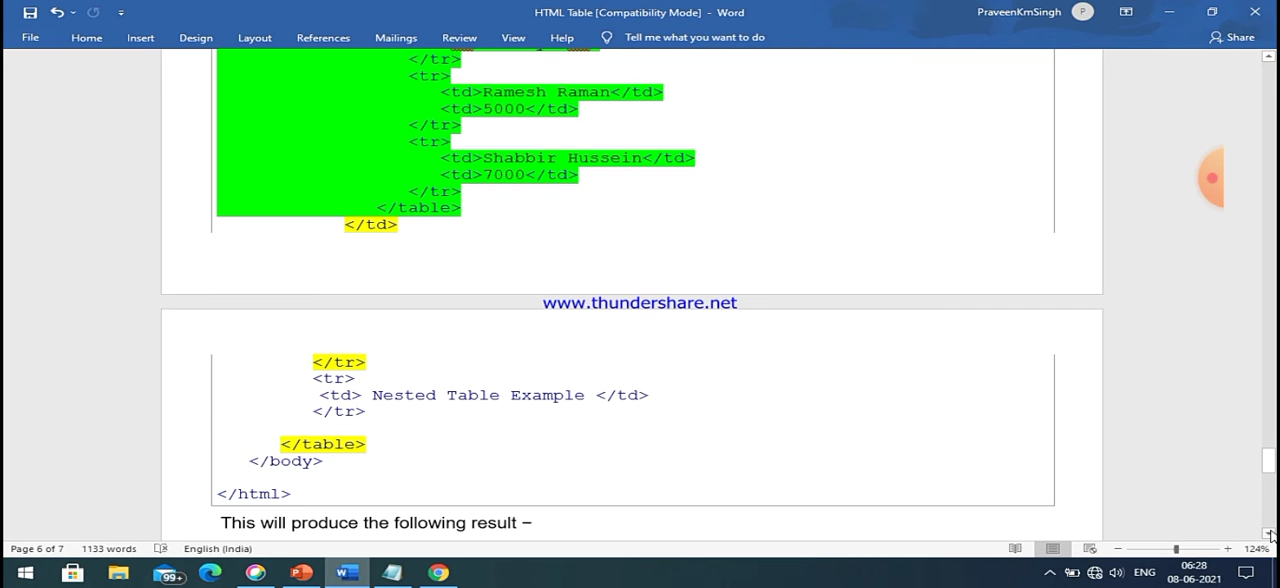 HTML Table [Compatibility Mode] - Word
PraveenKmSingh P
File Home Insert Design Layout References Mailings Review View Help Tell me what you want to do Share
</tr>
<tr>
<td>Ramesh Raman</td>
<td>5000</td>
</tr>
<tr>
<td>Shabbir Hussein</td>
<td>7000</td>
</tr>
</table>
</td>
www.thundershare.net
</tr>
<tr>
<td> Nested Table Example </td>
</tr>
</table>
</body>
</html>
This will produce the following result –
Page 6 of 7 1133 words English (India) 124%
99+ ENG 06:28
08-06-2021